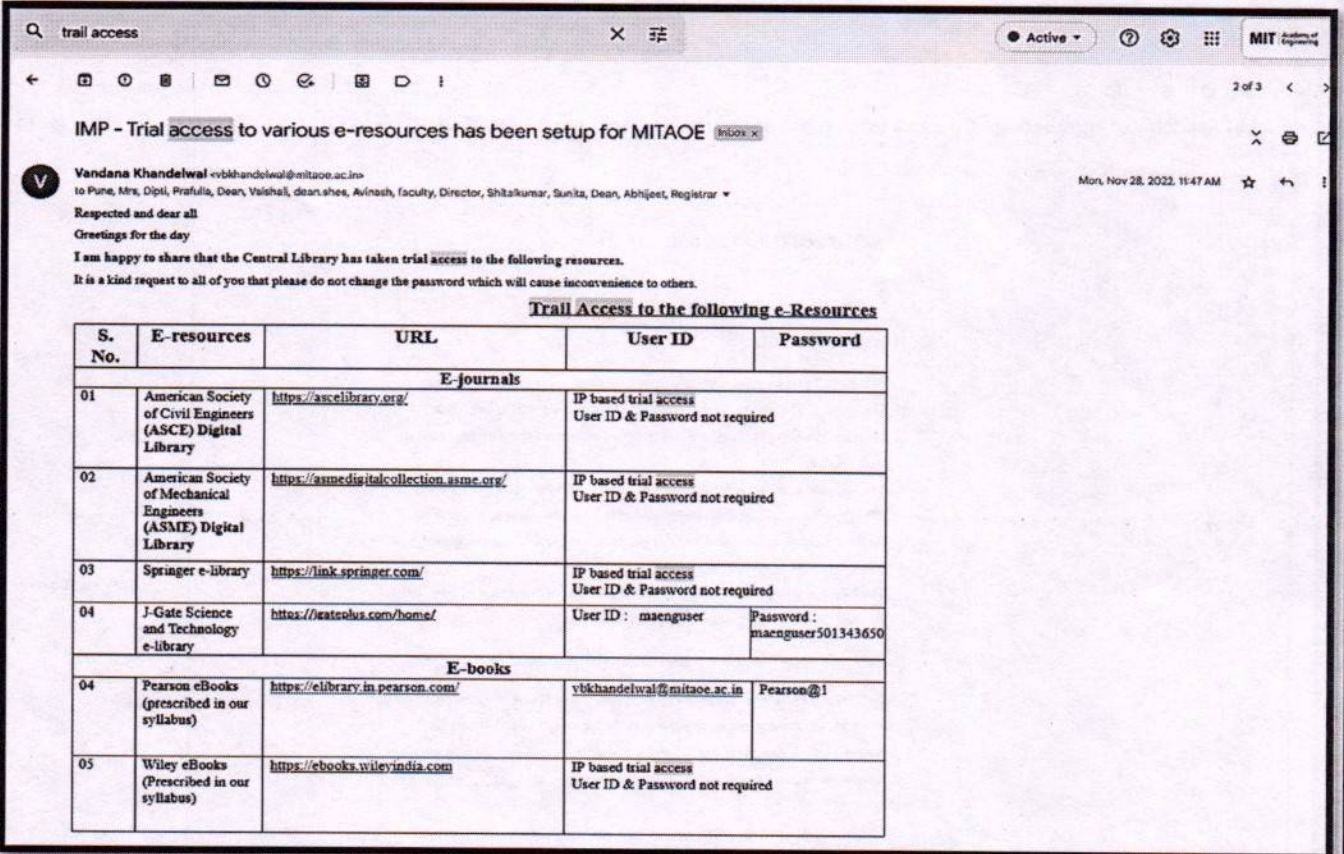 trail access
Active
MIT Academy of Engineering
2 of 3
IMP - Trial access to various e-resources has been setup for MITAOE Inbox x
V
Vandana Khandelwal <vbkhandelwal@mitaoe.ac.in>
Mon, Nov 28, 2022, 11:47 AM
to Pune, Mrs, Dipti, Prafulla, Dean, Vaishali, dean.shes, Avinash, faculty, Director, Shitalkumar, Sunita, Dean, Abhijeet, Registrar
Respected and dear all
Greetings for the day
I am happy to share that the Central Library has taken trial access to the following resources.
It is a kind request to all of you that please do not change the password which will cause inconvenience to others.
Trail Access to the following e-Resources
S. No. E-resources URL User ID Password
E-journals
01 American Society https://ascelibrary.org/ IP based trial access
of Civil Engineers User ID & Password not required
(ASCE) Digital
Library
02 American Society https://asmedigitalcollection.asme.org/ IP based trial access
of Mechanical User ID & Password not required
Engineers
(ASME) Digital
Library
03 Springer e-library https://link.springer.com/ IP based trial access
User ID & Password not required
04 J-Gate Science https://jgateplus.com/home/ User ID : maenguser Password :
and Technology maenguser501343650
e-library
E-books
04 Pearson eBooks https://elibrary.in.pearson.com/ vbkhandelwal@mitaoe.ac.in Pearson@1
(prescribed in our
syllabus)
05 Wiley eBooks https://ebooks.wileyindia.com IP based trial access
(Prescribed in our User ID & Password not required
syllabus)